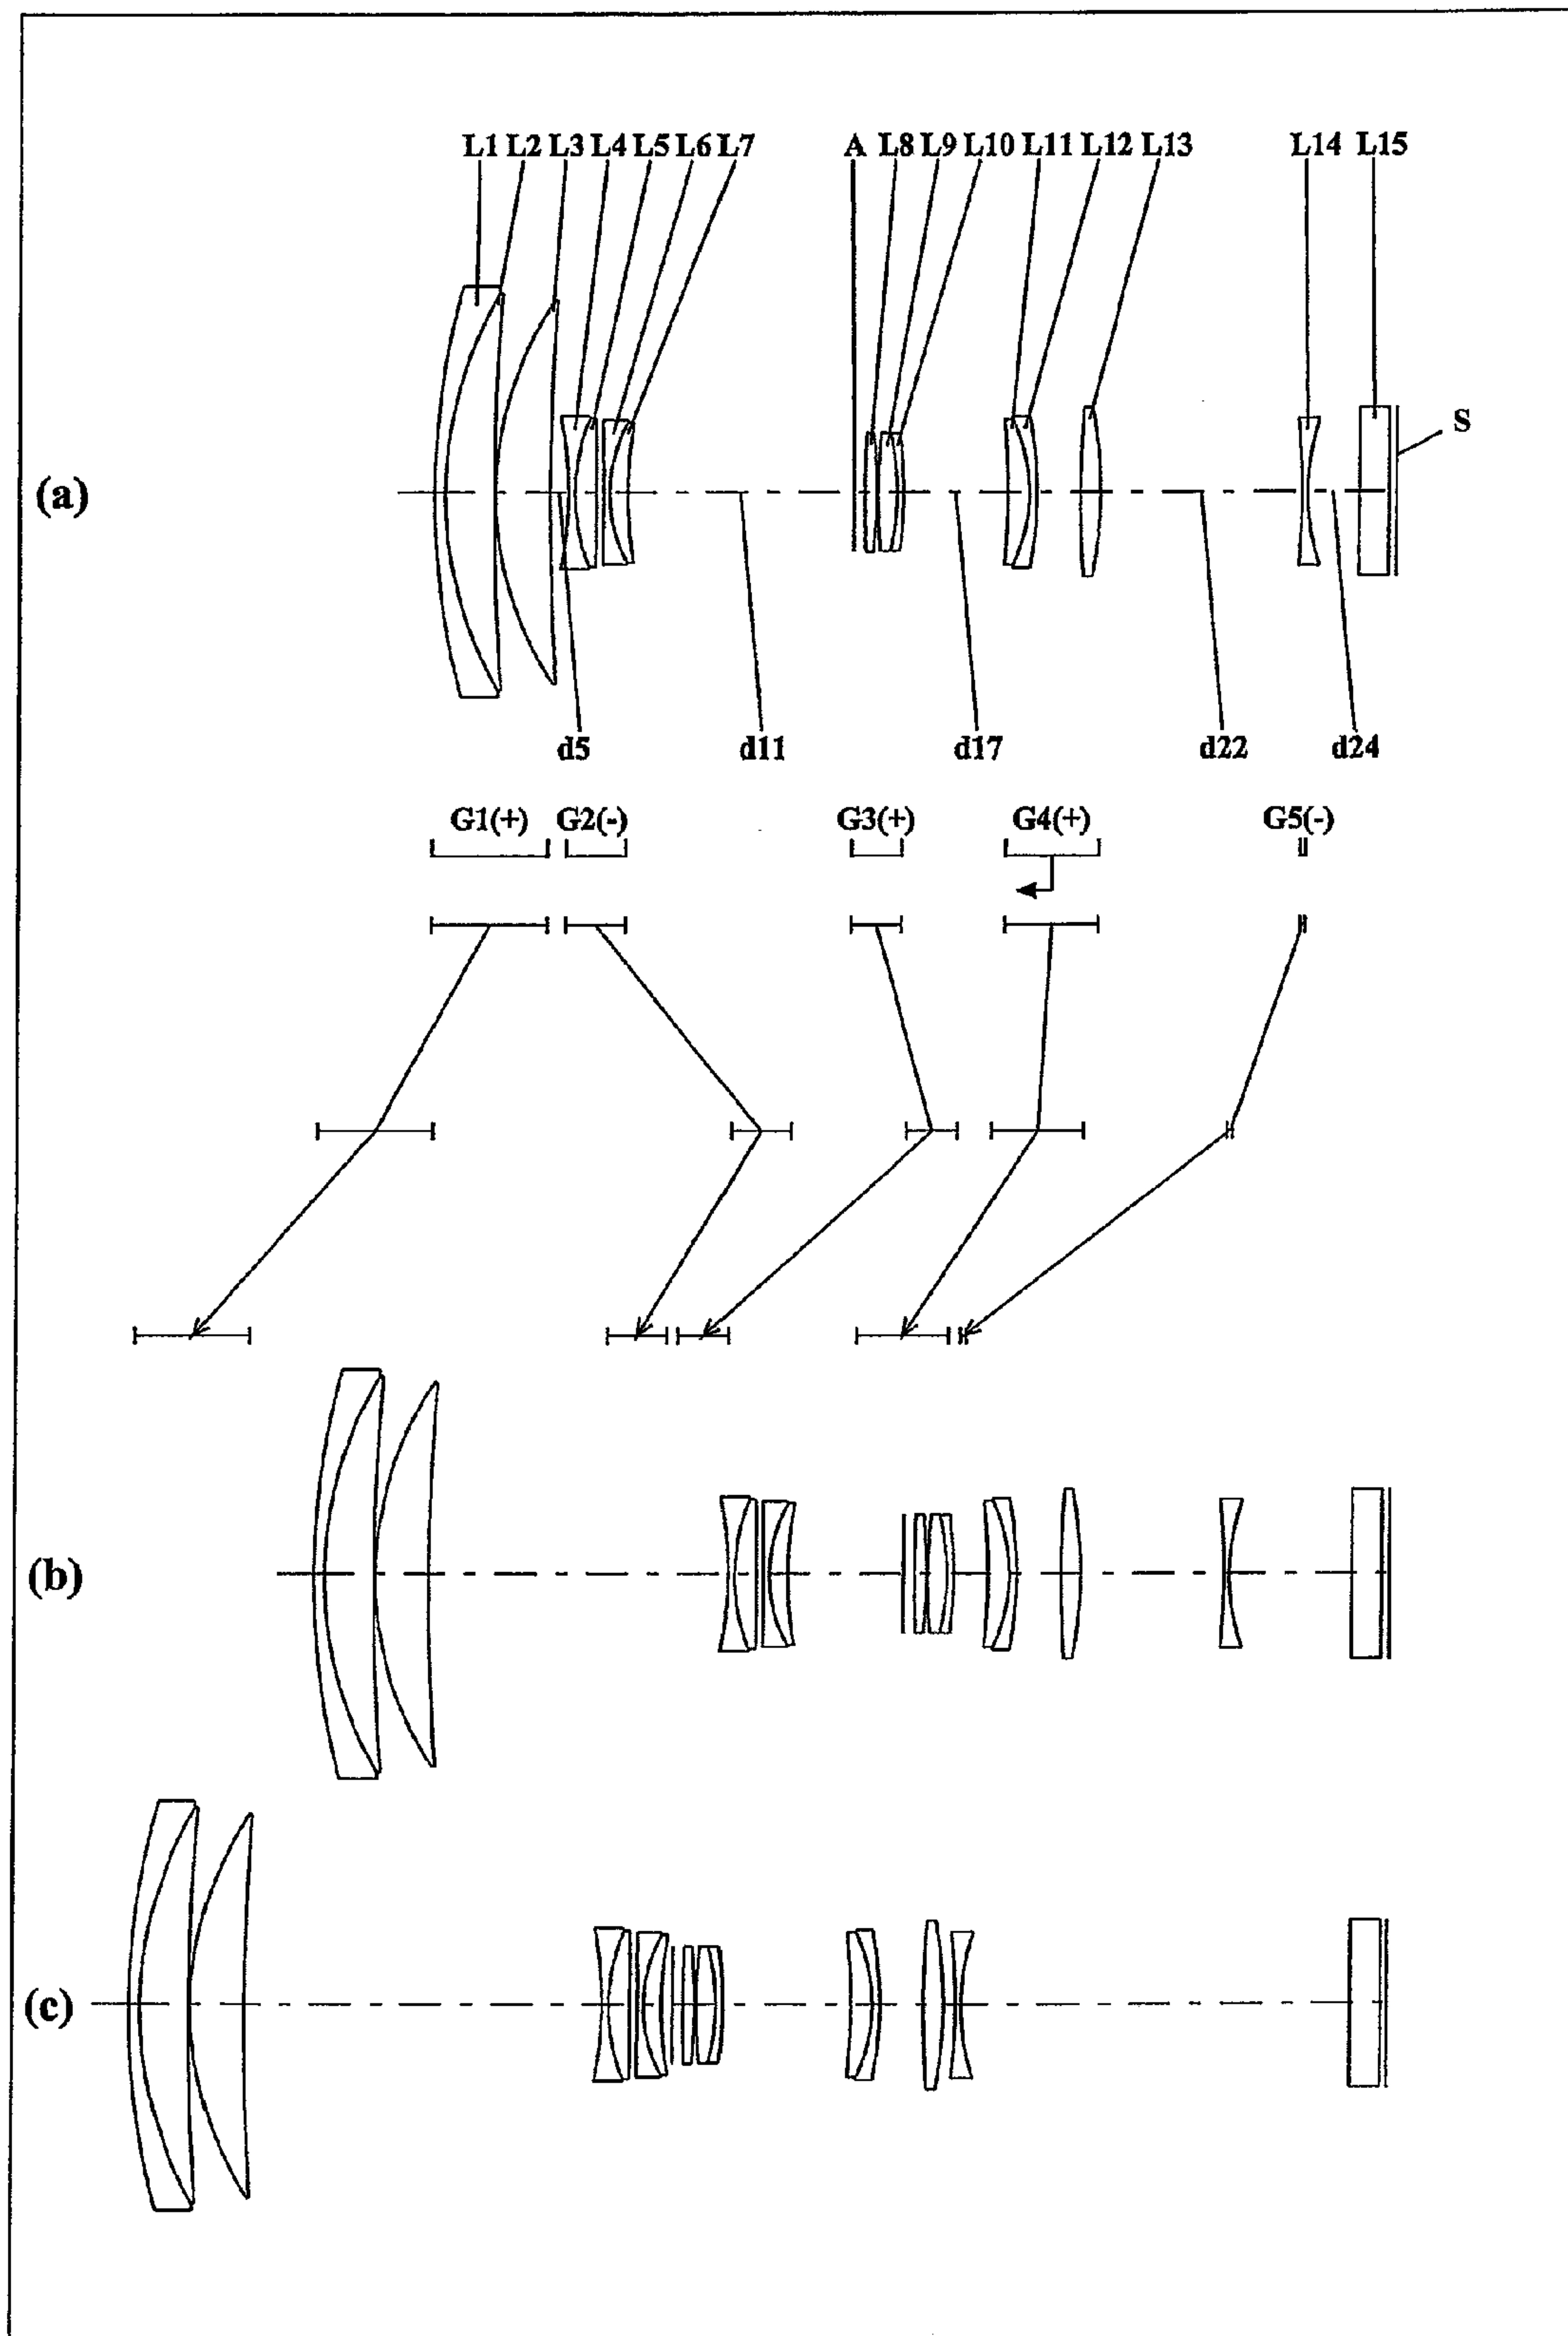 L1 L2 L3 L4 L5 L6 L7 A L8 L9 L10 L11 L12 L13 L14 L15
S
(a)
d5 d11 d17 d22 d24
G1(+) G2(-) G3(+) G4(+) G5(-)
(b)
(c)